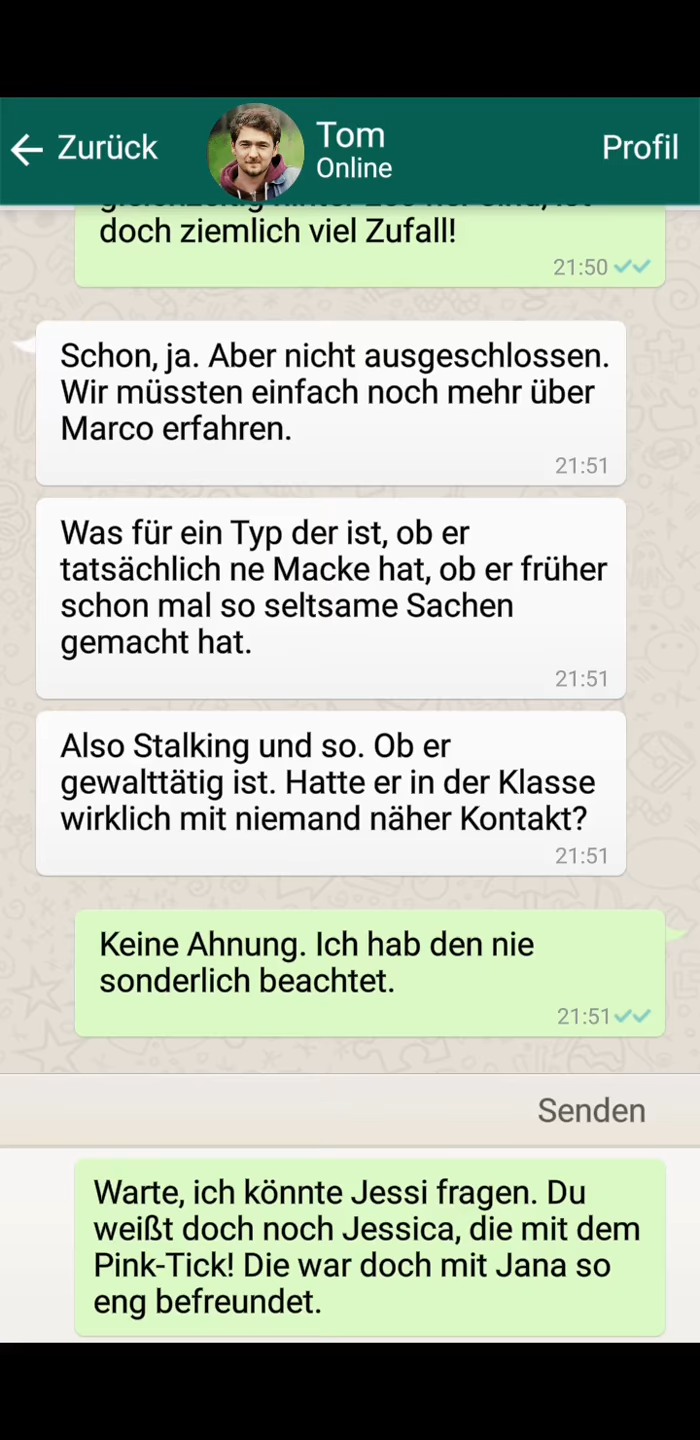 Zurück
Tom
Online
Profil
doch ziemlich viel Zufall!
21:50
Schon, ja. Aber nicht ausgeschlossen.
Wir müssten einfach noch mehr über
Marco erfahren.
21:51
Was für ein Typ der ist, ob er
tatsächlich ne Macke hat, ob er früher
schon mal so seltsame Sachen
gemacht hat.
21:51
Also Stalking und so. Ob er
gewalttätig ist. Hatte er in der Klasse
wirklich mit niemand näher Kontakt?
21:51
Keine Ahnung. Ich hab den nie
sonderlich beachtet.
21:51
Senden
Warte, ich könnte Jessi fragen. Du
weißt doch noch Jessica, die mit dem
Pink-Tick! Die war doch mit Jana so
eng befreundet.